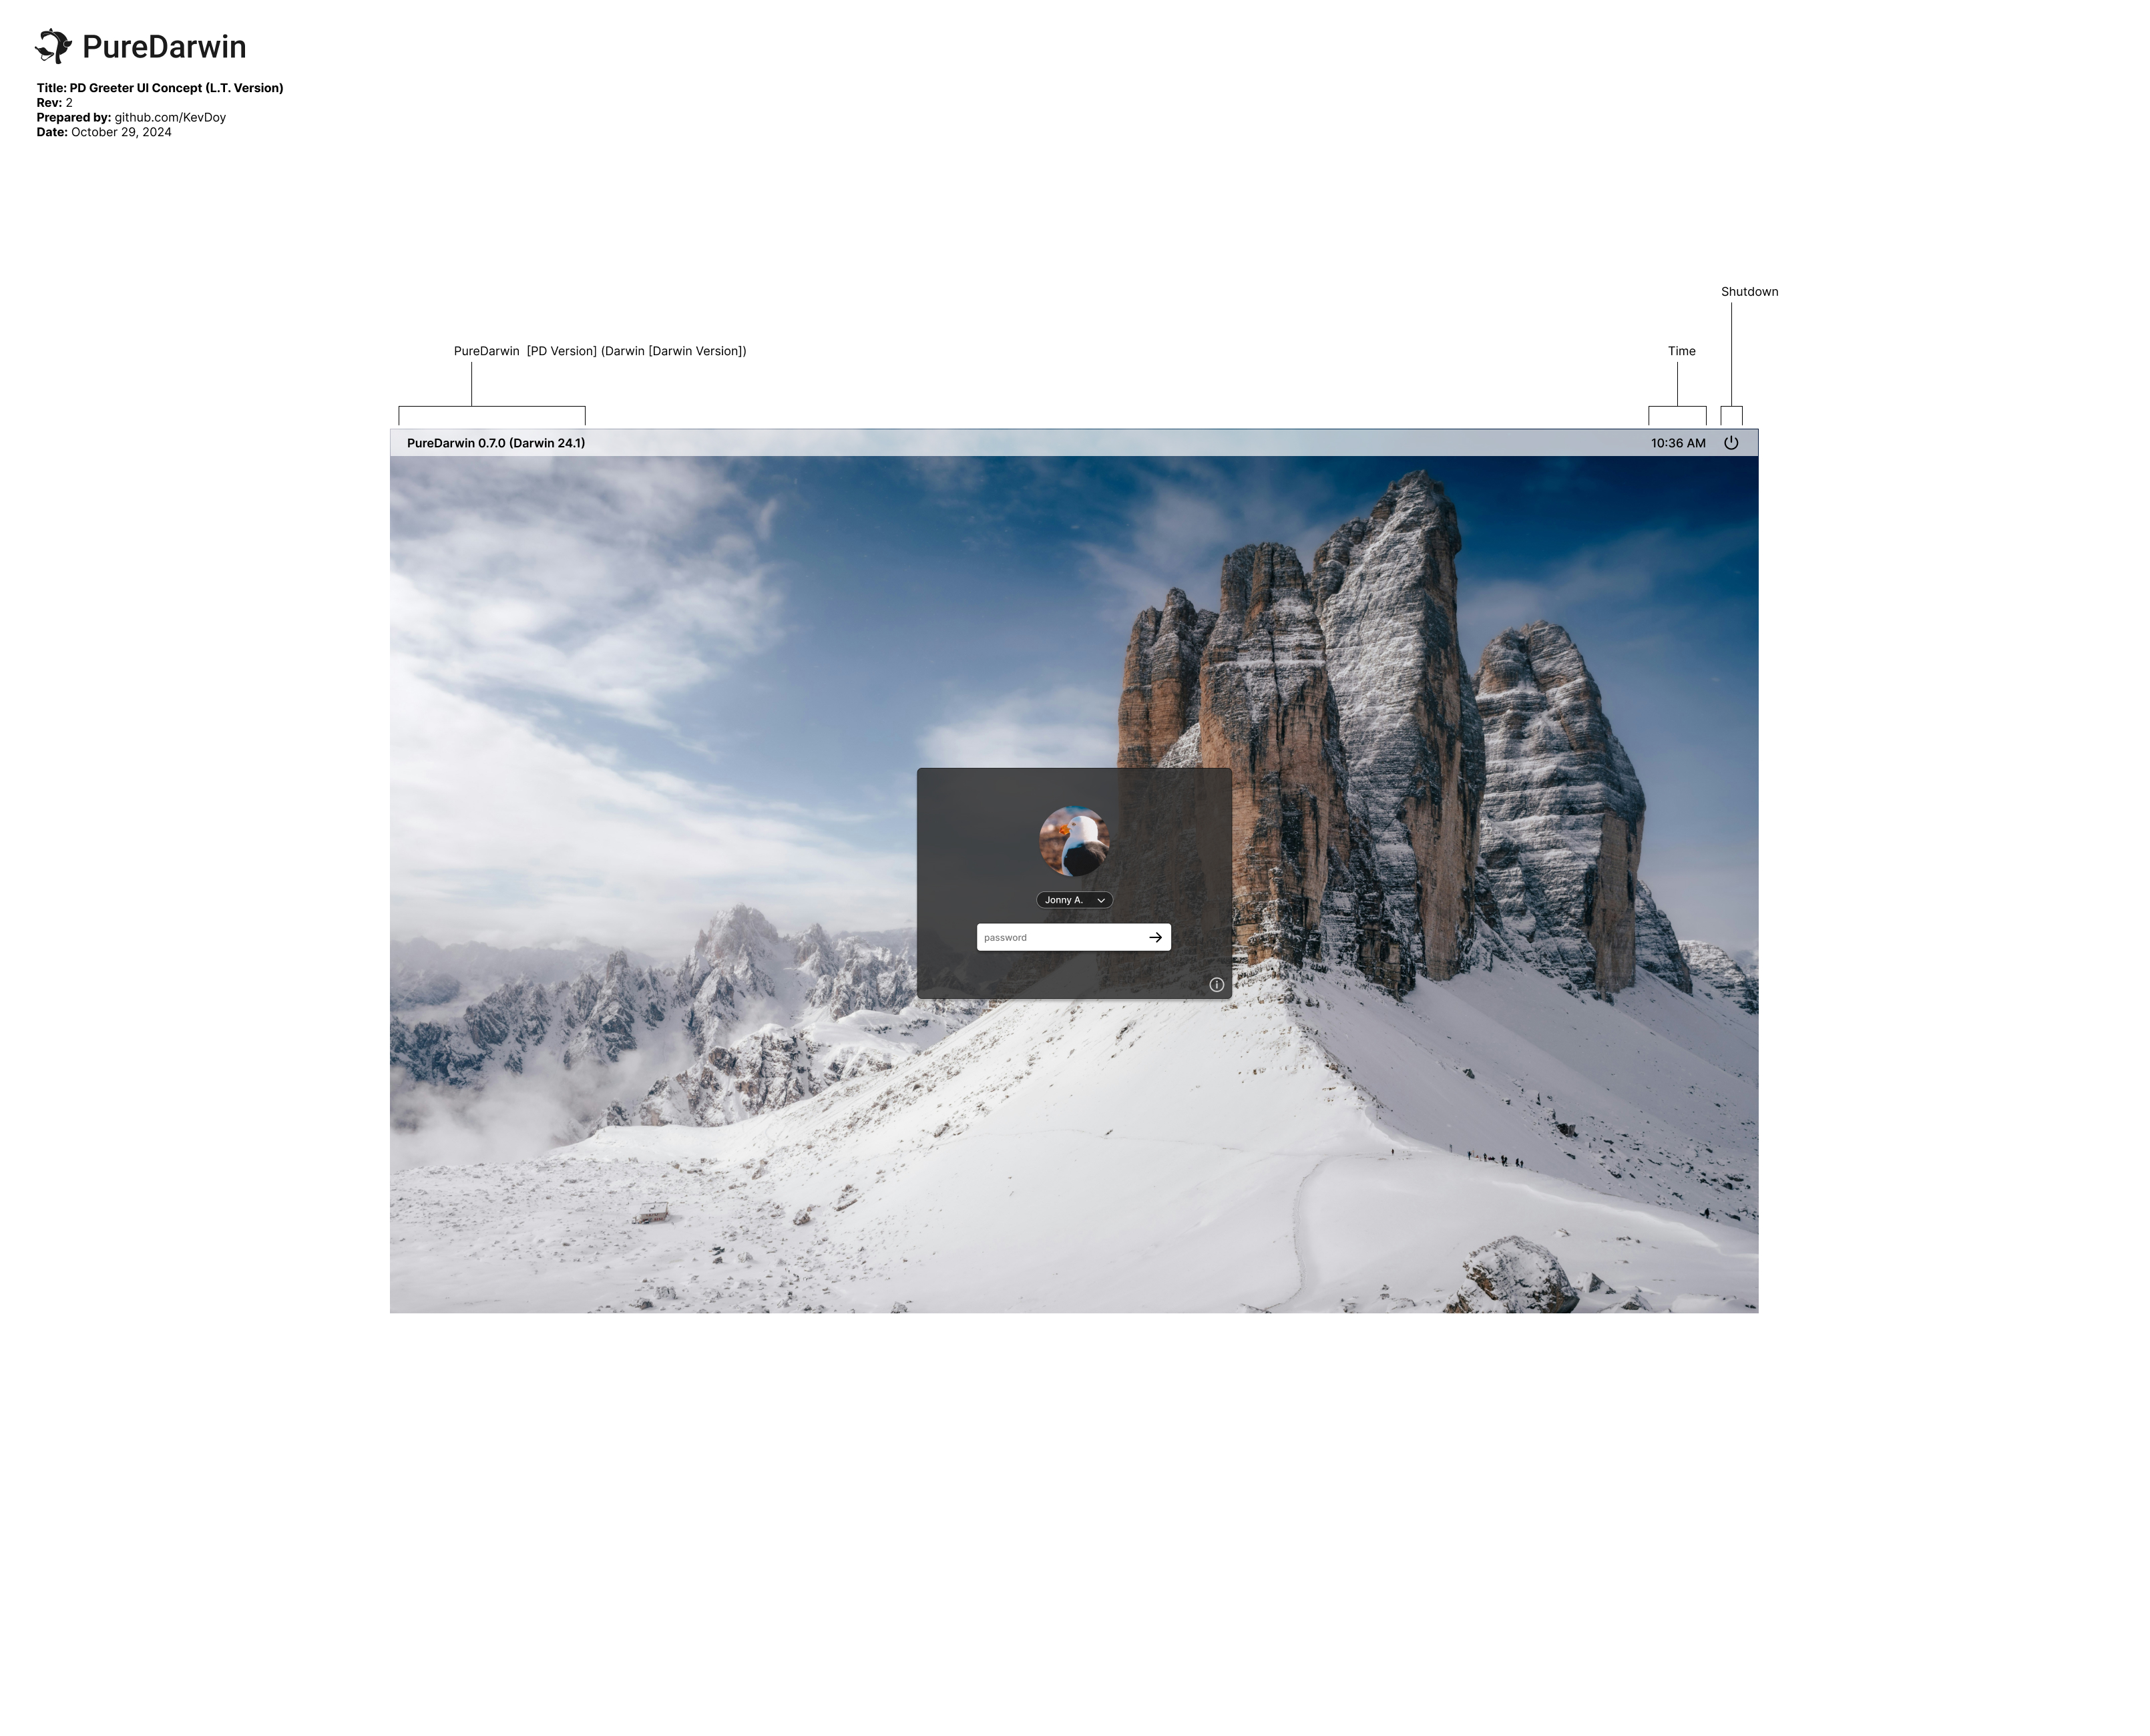 PureDarwin
Title: PD Greeter UI Concept (L.T. Version)
Rev: 2
Prepared by: github.com/KevDoy
Date: October 29, 2024
Shutdown
PureDarwin  [PD Version] (Darwin [Darwin Version])
Time
PureDarwin 0.7.0 (Darwin 24.1)
10:36 AM
Jonny A.
password